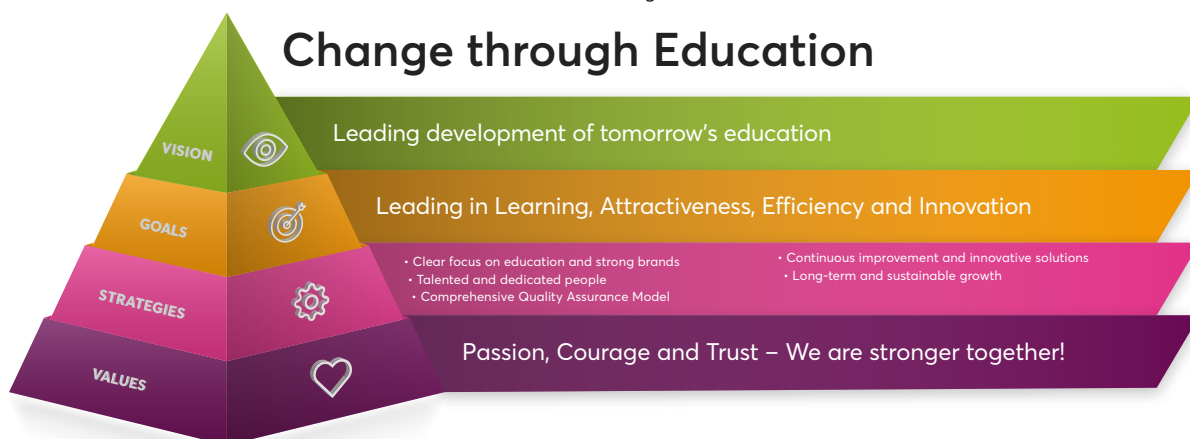 Change through Education
VISION
Leading development of tomorrow's education
GOALS
Leading in Learning, Attractiveness, Efficiency and Innovation
STRATEGIES
• Clear focus on education and strong brands
• Talented and dedicated people
• Comprehensive Quality Assurance Model
• Continuous improvement and innovative solutions
• Long-term and sustainable growth
VALUES
Passion, Courage and Trust – We are stronger together!